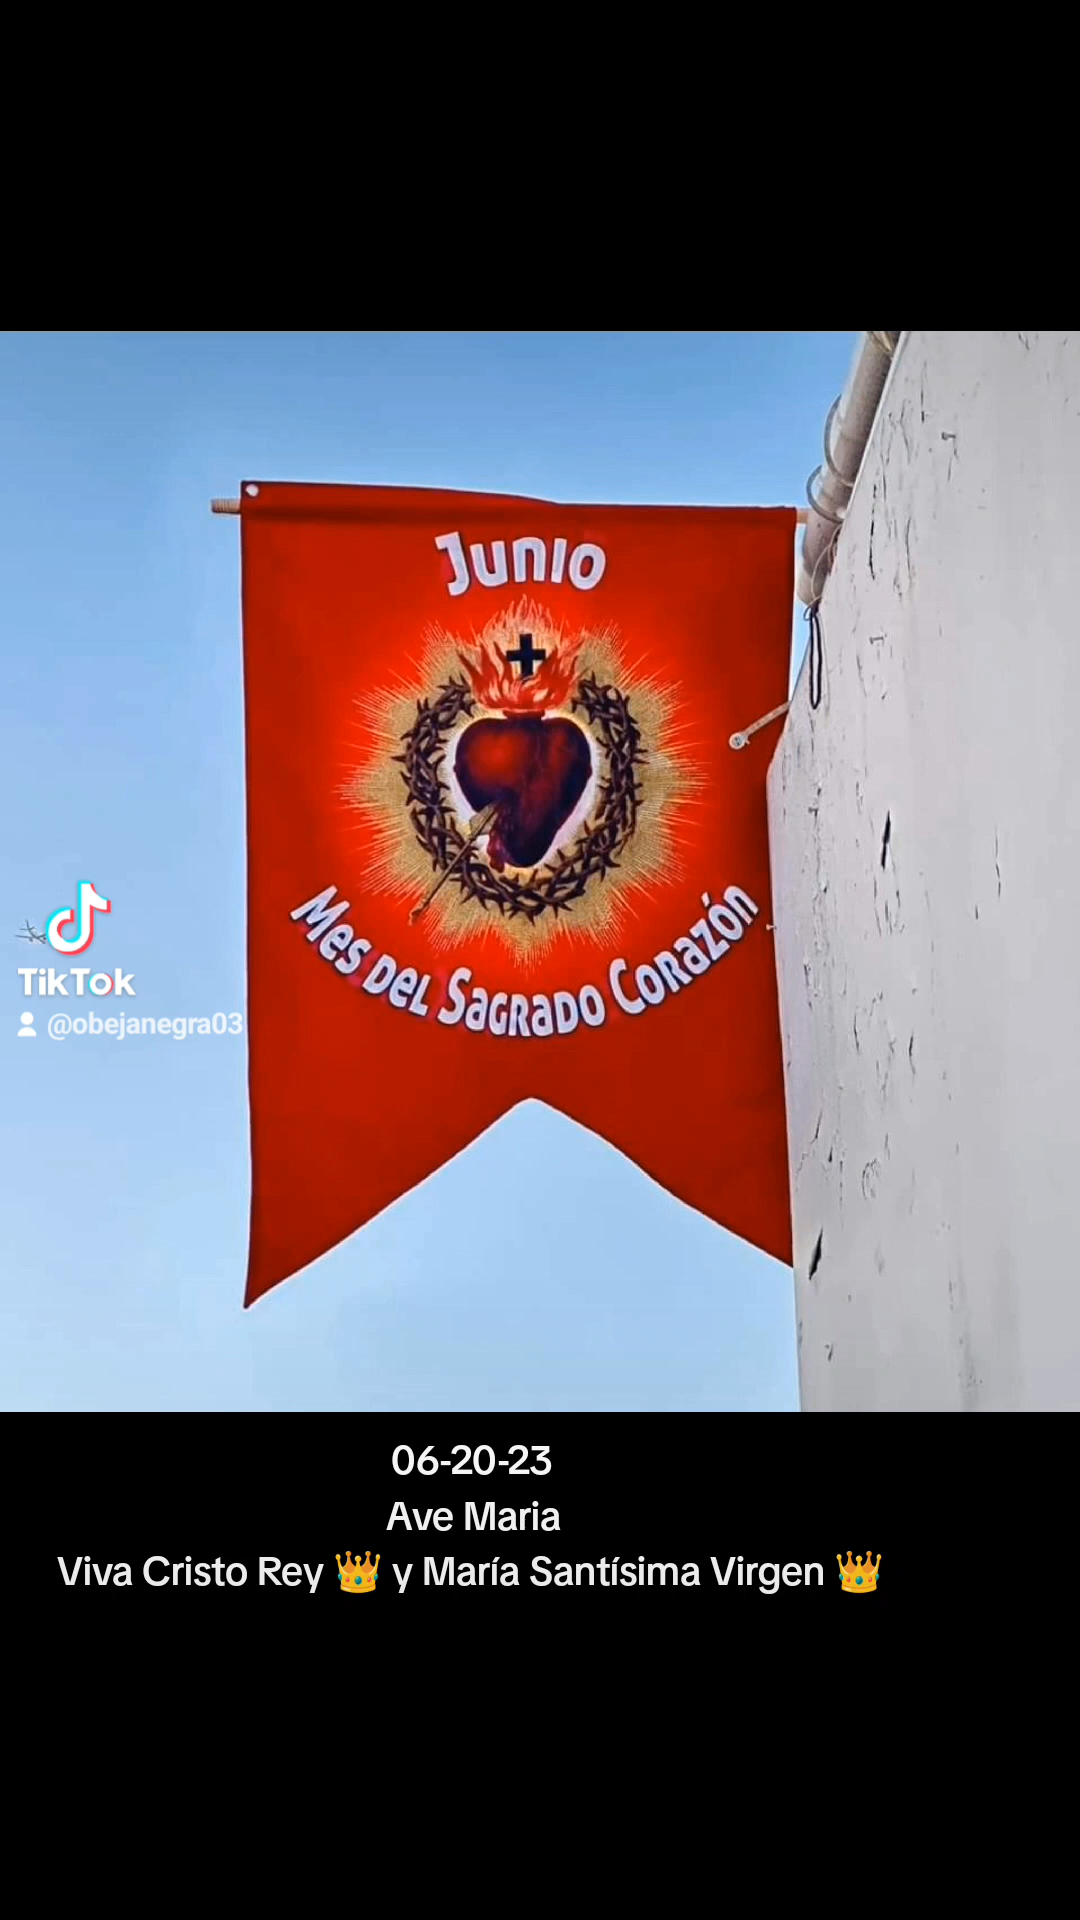 Junio
Mes del Sagrado Corazón
TikTok
@obejanegra03
06-20-23
Ave Maria
Viva Cristo Rey 👑 y María Santísima Virgen 👑